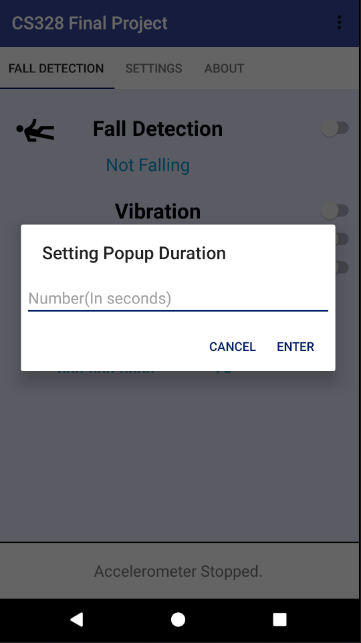 CS328 Final Project
FALL DETECTION SETTINGS ABOUT
Fall Detection
Not Falling
Vibration
Setting Popup Duration
Number(In seconds)
CANCEL ENTER
Accelerometer Stopped.